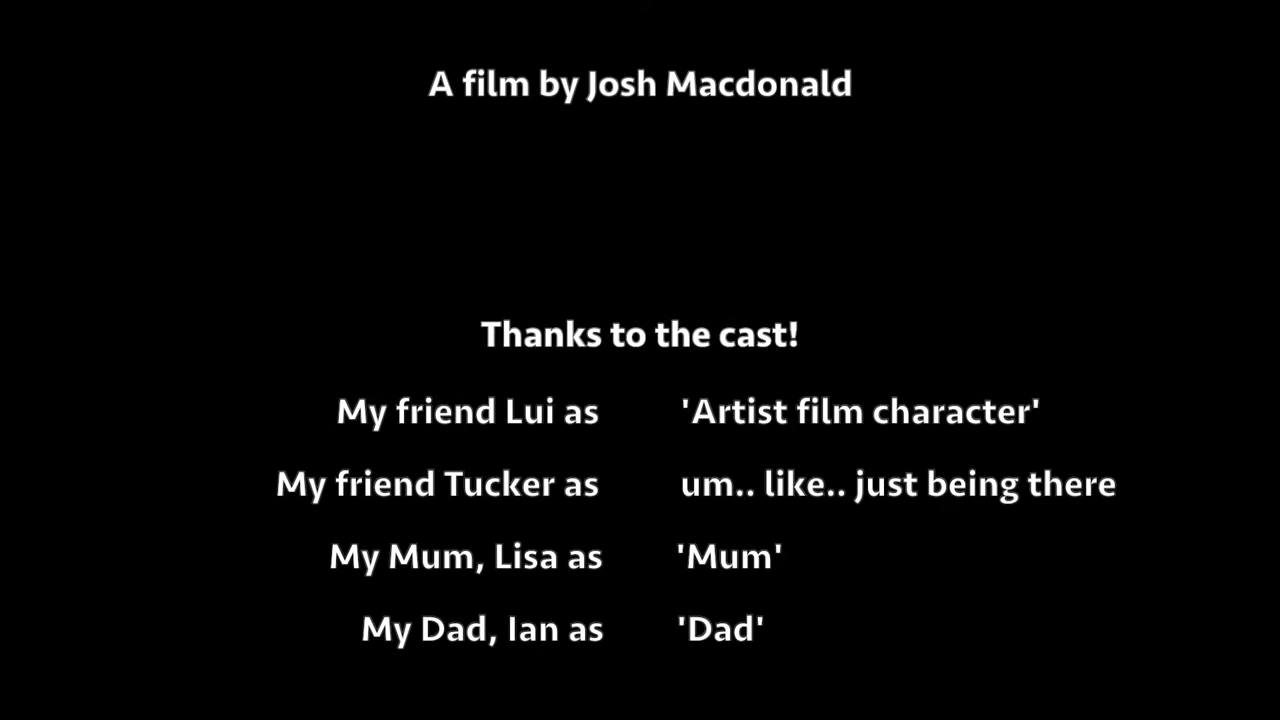 A film by Josh Macdonald
Thanks to the cast!
My friend Lui as 'Artist film character'
My friend Tucker as um.. like.. just being there
My Mum, Lisa as 'Mum'
My Dad, Ian as 'Dad'